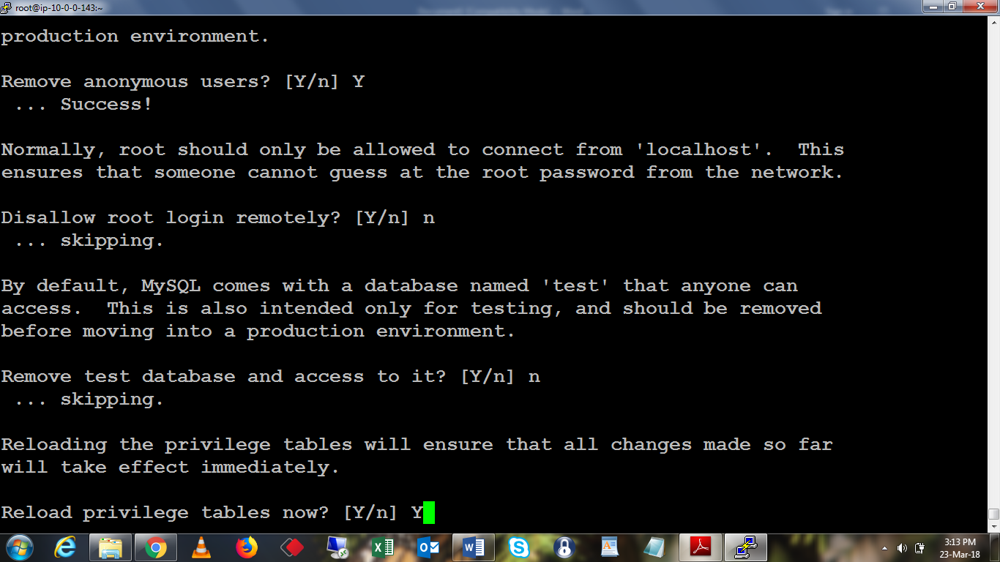 root@ip-10-0-0-143:~
production environment.
Remove anonymous users? [Y/n] Y
 ... Success!
Normally, root should only be allowed to connect from 'localhost'.  This
ensures that someone cannot guess at the root password from the network.
Disallow root login remotely? [Y/n] n
 ... skipping.
By default, MySQL comes with a database named 'test' that anyone can
access.  This is also intended only for testing, and should be removed
before moving into a production environment.
Remove test database and access to it? [Y/n] n
 ... skipping.
Reloading the privilege tables will ensure that all changes made so far
will take effect immediately.
Reload privilege tables now? [Y/n] Y
3:13 PM
23-Mar-18